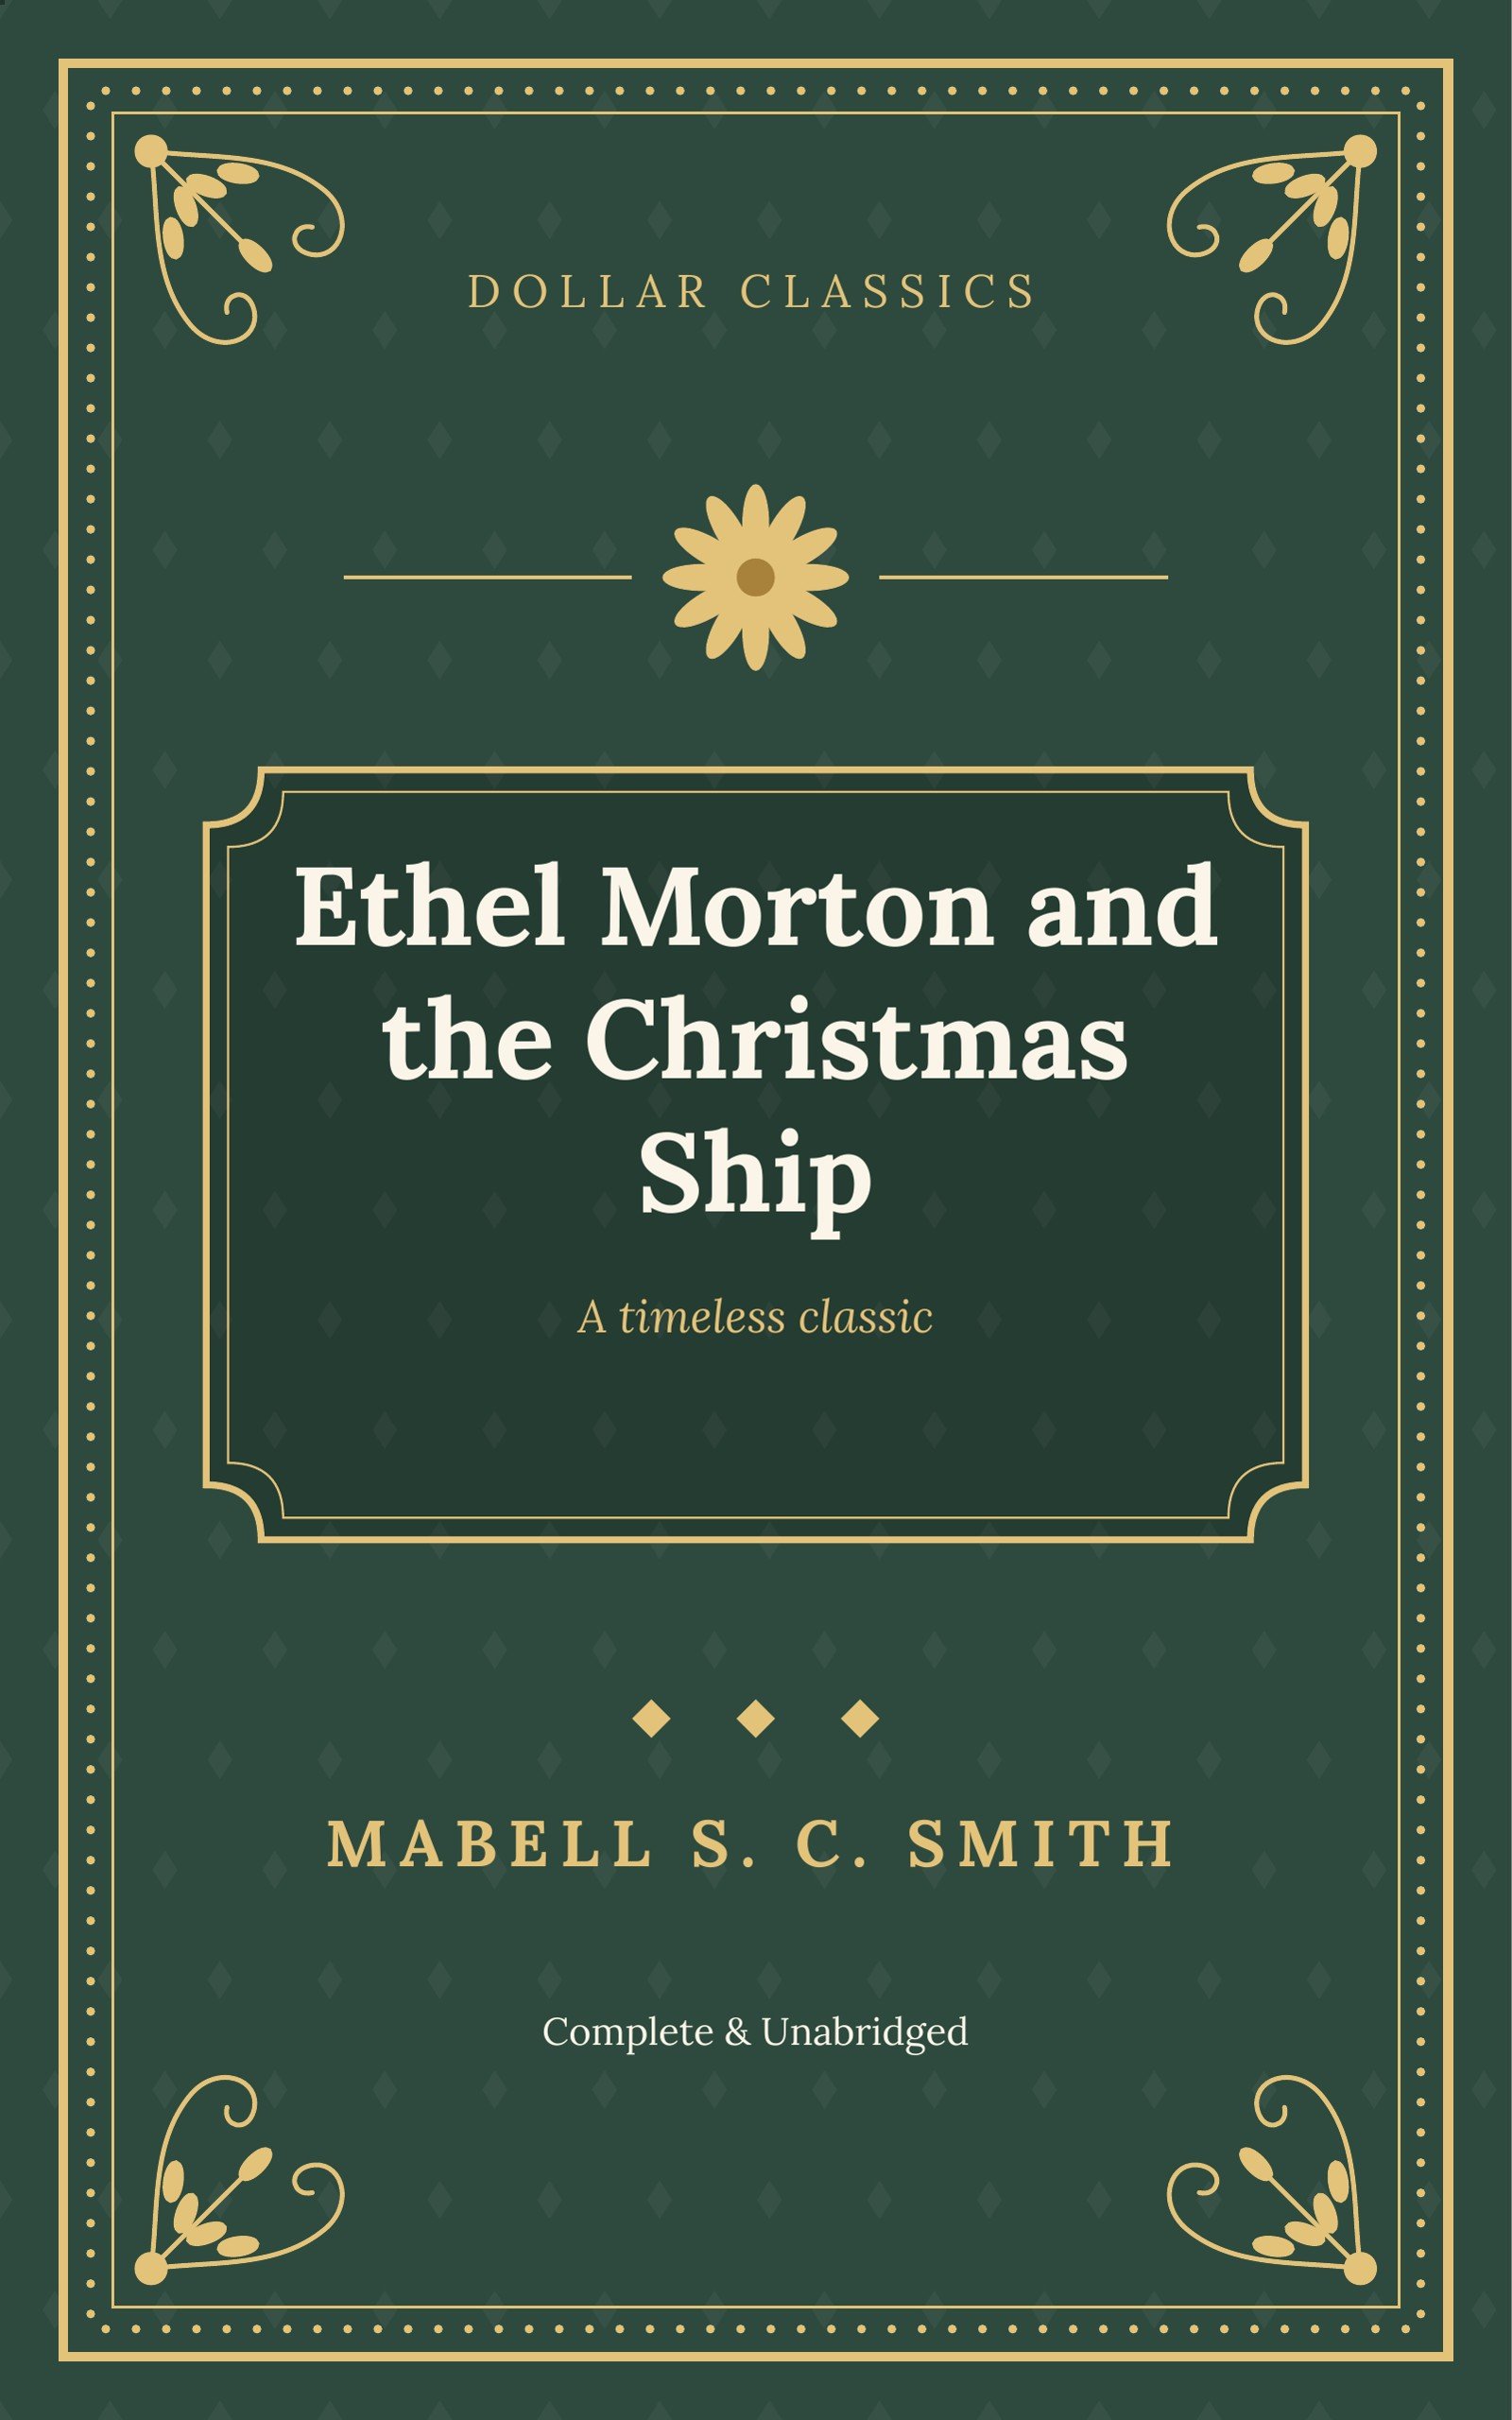 DOLLAR CLASSICS
Ethel Morton and
the Christmas
Ship
A timeless classic
MABELL S. C. SMITH
Complete & Unabridged